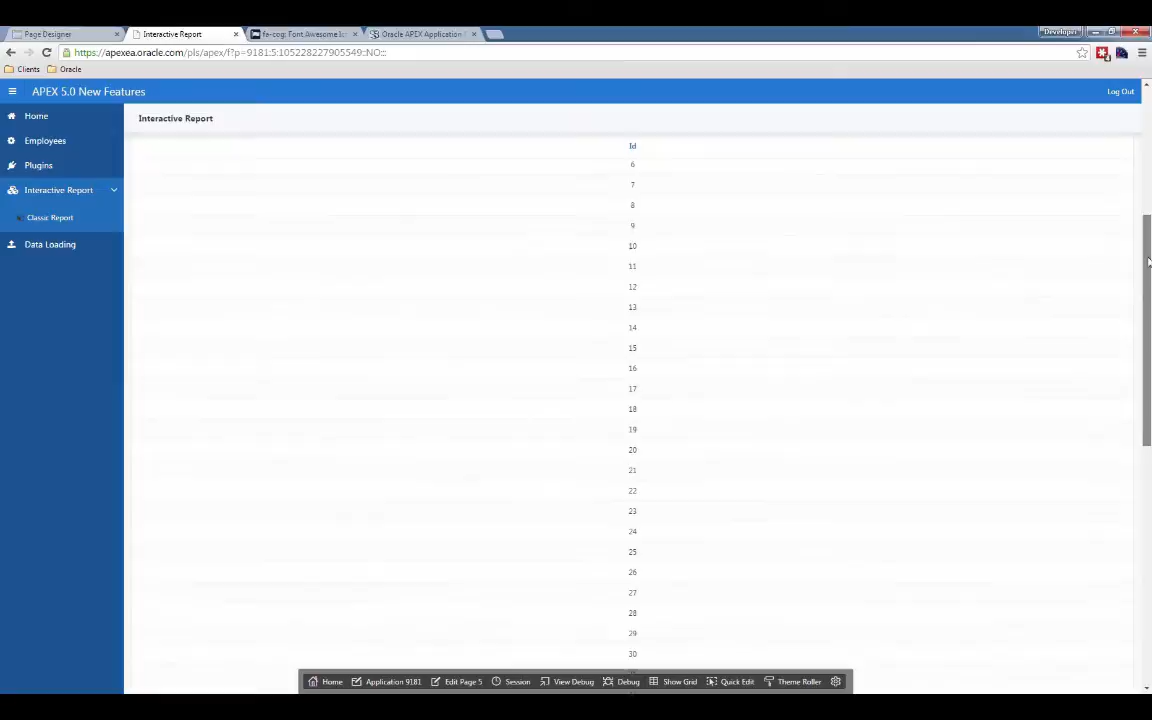 Page Designer
Interactive Report
fa-cog: Font Awesome Ic
Oracle APEX Application
Developer
https://apexea.oracle.com/pls/apex/f?p=9181:5:105228227905549::NO:::
Clients
Oracle
APEX 5.0 New Features
Log Out
Home
Employees
Plugins
Interactive Report
Classic Report
Data Loading
Interactive Report
Id
6
7
8
9
10
11
12
13
14
15
16
17
18
19
20
21
22
23
24
25
26
27
28
29
30
Home
Application 9181
Edit Page 5
Session
View Debug
Debug
Show Grid
Quick Edit
Theme Roller